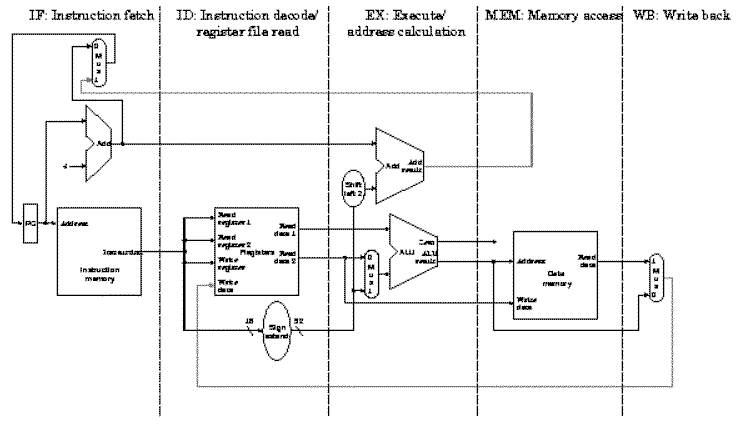 IF: Instruction fetch
ID: Instruction decode/
register file read
EX: Execute/
address calculation
MEM: Memory access
WB: Write back
0
M
u
x
1
Add
4
PC
Address
Instruction
Instruction
memory
Read
register 1
Read
register 2
Write
register
Write
data
Registers
Read
data 1
Read
data 2
16
Sign
extend
32
Shift
left 2
Add
Add
result
0
M
u
x
1
ALU
Zero
ALU
result
Address
Data
memory
Write
data
Read
data
1
M
u
x
0